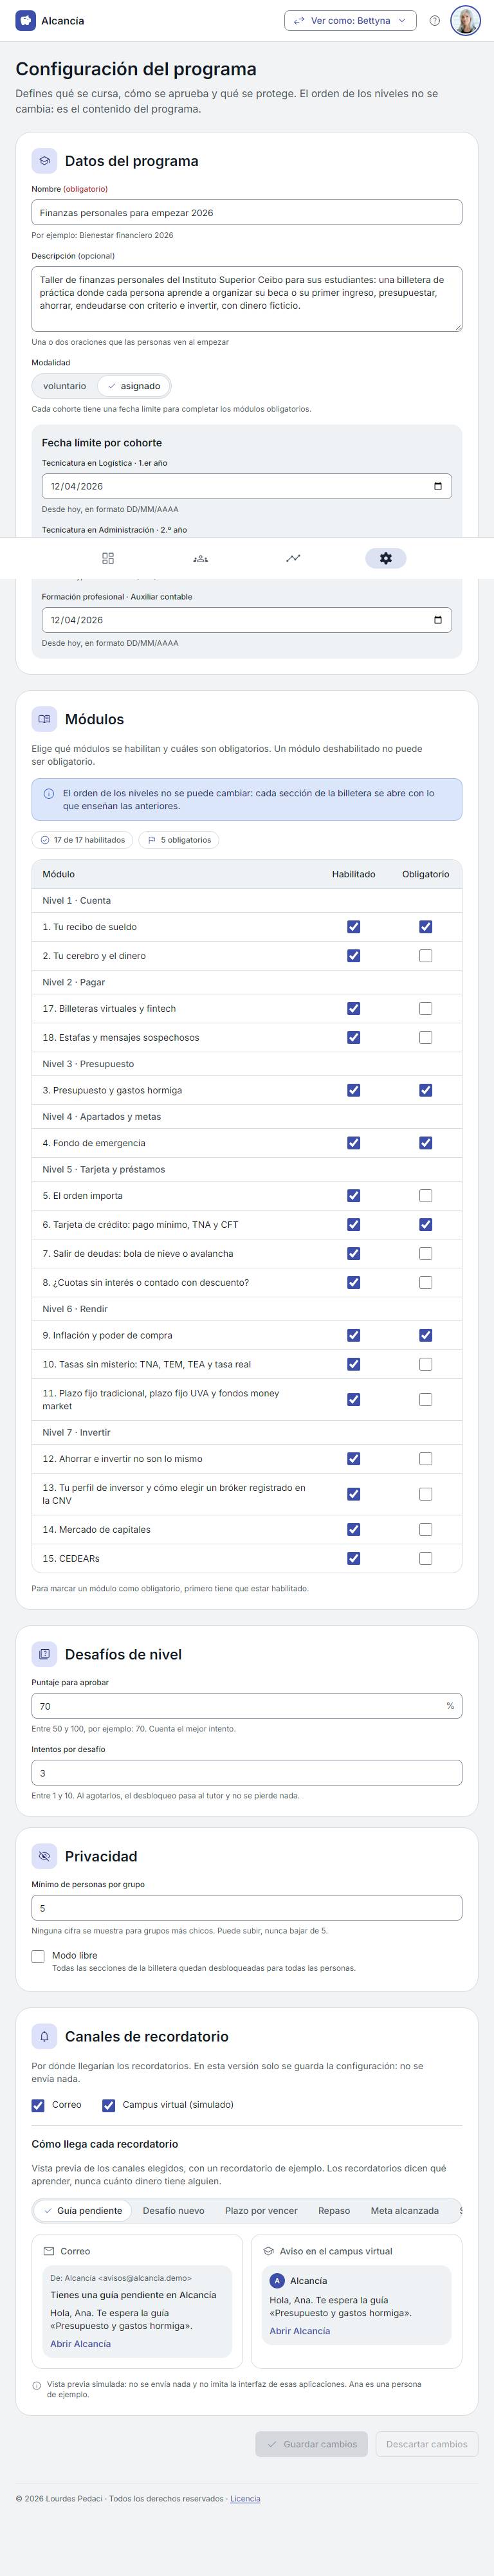 Alcancía
Ver como: Bettyna
Configuración del programa
Defines qué se cursa, cómo se aprueba y qué se protege. El orden de los niveles no se
cambia: es el contenido del programa.
Datos del programa
Nombre (obligatorio)
Finanzas personales para empezar 2026
Por ejemplo: Bienestar financiero 2026
Descripción (opcional)
Taller de finanzas personales del Instituto Superior Ceibo para sus estudiantes: una billetera de
práctica donde cada persona aprende a organizar su beca o su primer ingreso, presupuestar,
ahorrar, endeudarse con criterio e invertir, con dinero ficticio.
Una o dos oraciones que las personas ven al empezar
Modalidad
voluntario
asignado
Cada cohorte tiene una fecha límite para completar los módulos obligatorios.
Fecha límite por cohorte
Tecnicatura en Logística · 1.er año
12/04/2026
Desde hoy, en formato DD/MM/AAAA
Tecnicatura en Administración · 2.º año
Formación profesional · Auxiliar contable
12/04/2026
Desde hoy, en formato DD/MM/AAAA
Módulos
Elige qué módulos se habilitan y cuáles son obligatorios. Un módulo deshabilitado no puede
ser obligatorio.
El orden de los niveles no se puede cambiar: cada sección de la billetera se abre con lo
que enseñan las anteriores.
17 de 17 habilitados
5 obligatorios
Módulo Habilitado Obligatorio
Nivel 1 · Cuenta
1. Tu recibo de sueldo
2. Tu cerebro y el dinero
Nivel 2 · Pagar
17. Billeteras virtuales y fintech
18. Estafas y mensajes sospechosos
Nivel 3 · Presupuesto
3. Presupuesto y gastos hormiga
Nivel 4 · Apartados y metas
4. Fondo de emergencia
Nivel 5 · Tarjeta y préstamos
5. El orden importa
6. Tarjeta de crédito: pago mínimo, TNA y CFT
7. Salir de deudas: bola de nieve o avalancha
8. ¿Cuotas sin interés o contado con descuento?
Nivel 6 · Rendir
9. Inflación y poder de compra
10. Tasas sin misterio: TNA, TEM, TEA y tasa real
11. Plazo fijo tradicional, plazo fijo UVA y fondos money
market
Nivel 7 · Invertir
12. Ahorrar e invertir no son lo mismo
13. Tu perfil de inversor y cómo elegir un bróker registrado en
la CNV
14. Mercado de capitales
15. CEDEARs
Para marcar un módulo como obligatorio, primero tiene que estar habilitado.
Desafíos de nivel
Puntaje para aprobar
70 %
Entre 50 y 100, por ejemplo: 70. Cuenta el mejor intento.
Intentos por desafío
3
Entre 1 y 10. Al agotarlos, el desbloqueo pasa al tutor y no se pierde nada.
Privacidad
Mínimo de personas por grupo
5
Ninguna cifra se muestra para grupos más chicos. Puede subir, nunca bajar de 5.
Modo libre
Todas las secciones de la billetera quedan desbloqueadas para todas las personas.
Canales de recordatorio
Por dónde llegarían los recordatorios. En esta versión solo se guarda la configuración: no se
envía nada.
Correo
Campus virtual (simulado)
Cómo llega cada recordatorio
Vista previa de los canales elegidos, con un recordatorio de ejemplo. Los recordatorios dicen qué
aprender, nunca cuánto dinero tiene alguien.
Guía pendiente Desafío nuevo Plazo por vencer Repaso Meta alcanzada
Correo
De: Alcancía <avisos@alcancia.demo>
Tienes una guía pendiente en Alcancía
Hola, Ana. Te espera la guía
«Presupuesto y gastos hormiga».
Abrir Alcancía
Aviso en el campus virtual
A Alcancía
Hola, Ana. Te espera la guía
«Presupuesto y gastos hormiga».
Abrir Alcancía
Vista previa simulada: no se envía nada y no imita la interfaz de esas aplicaciones. Ana es una persona
de ejemplo.
Guardar cambios
Descartar cambios
© 2026 Lourdes Pedaci · Todos los derechos reservados · Licencia